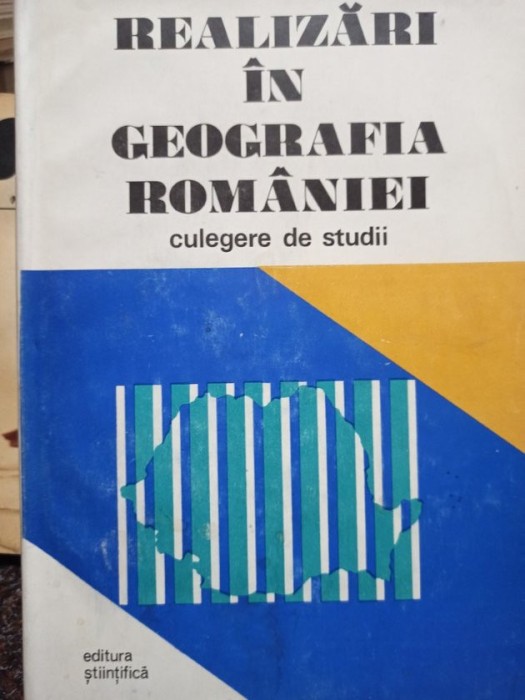 REALIZĂRI
ÎN
GEOGRAFIA
ROMÂNIEI
culegere de studii
editura
științifică